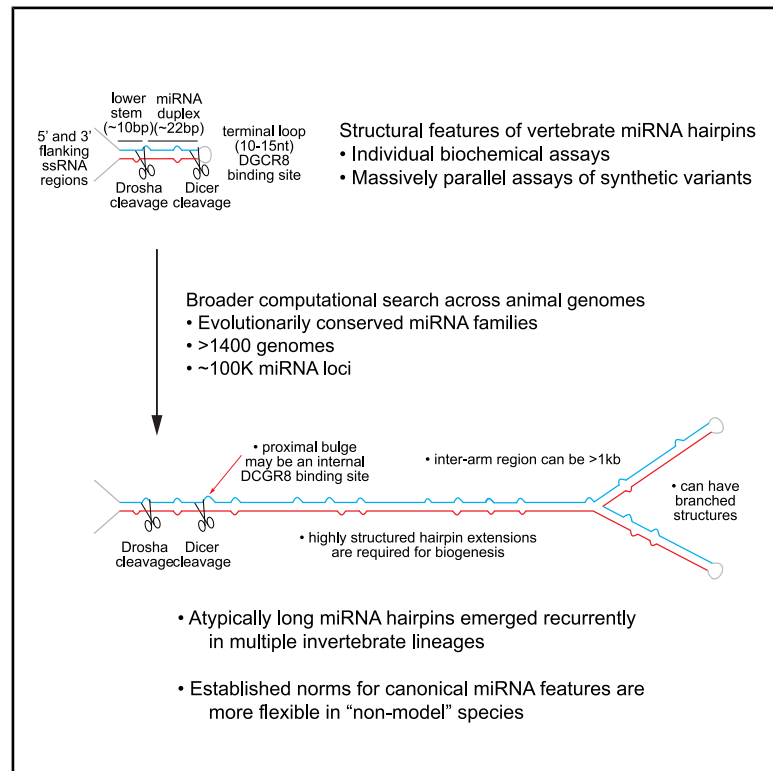 lower
stem
(~10bp)
miRNA
duplex
(~22bp)
5' and 3'
flanking
ssRNA
regions
terminal loop
(10-15nt)
DGCR8
binding site
Drosha
cleavage
Dicer
cleavage
Structural features of vertebrate miRNA hairpins
• Individual biochemical assays
• Massively parallel assays of synthetic variants
Broader computational search across animal genomes
• Evolutionarily conserved miRNA families
• >1400 genomes
• ~100K miRNA loci
• proximal bulge
may be an internal
DCGR8 binding site
• inter-arm region can be >1kb
• can have
branched
structures
Drosha
cleavage
Dicer
cleavage
• highly structured hairpin extensions
are required for biogenesis
• Atypically long miRNA hairpins emerged recurrently
in multiple invertebrate lineages
• Established norms for canonical miRNA features are
more flexible in “non-model” species